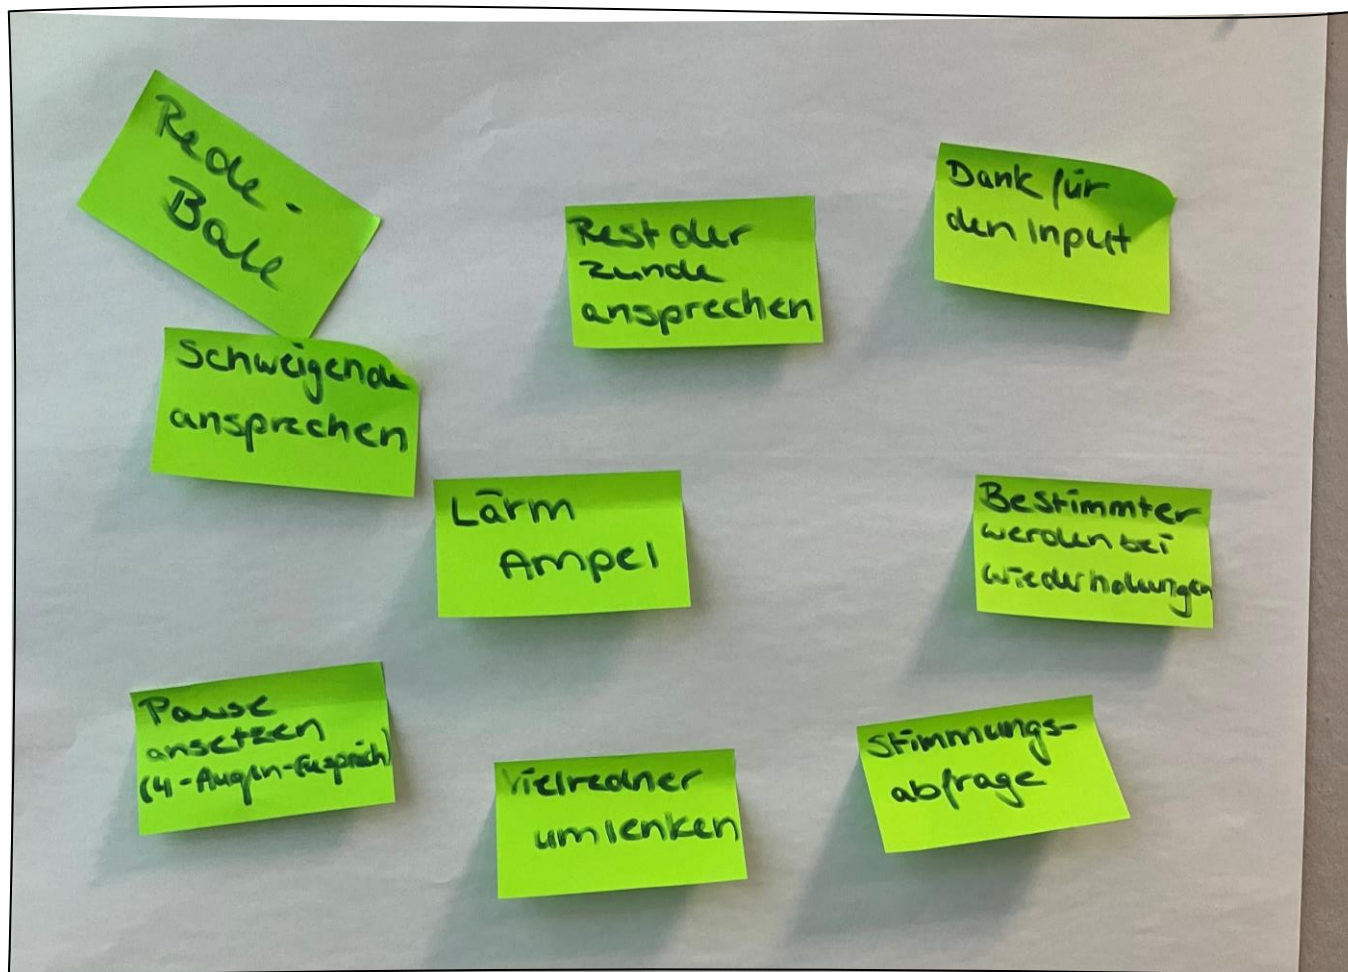 Rede-
Ball
Rest der
Runde
ansprechen
Dank für
den Input
Schweigende
ansprechen
Lärm
Ampel
Bestimmter
werden bei
Wiederholungen
Pause
ansetzen
(4-Augen-Gespräch)
Vielredner
umlenken
Stimmungs-
abfrage